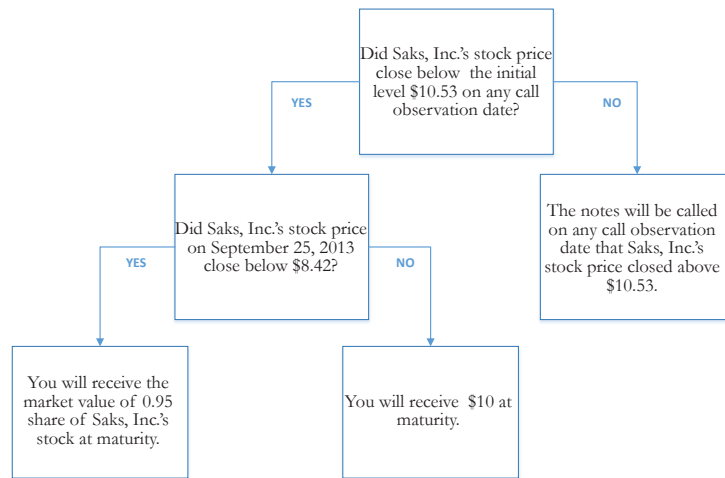 Did Saks, Inc.'s stock price
close below the initial
level $10.53 on any call
observation date?
YES
NO
Did Saks, Inc.'s stock price
on September 25, 2013
close below $8.42?
The notes will be called
on any call observation
date that Saks, Inc.'s
stock price closed above
$10.53.
YES
NO
You will receive the
market value of 0.95
share of Saks, Inc.'s
stock at maturity.
You will receive $10 at
maturity.